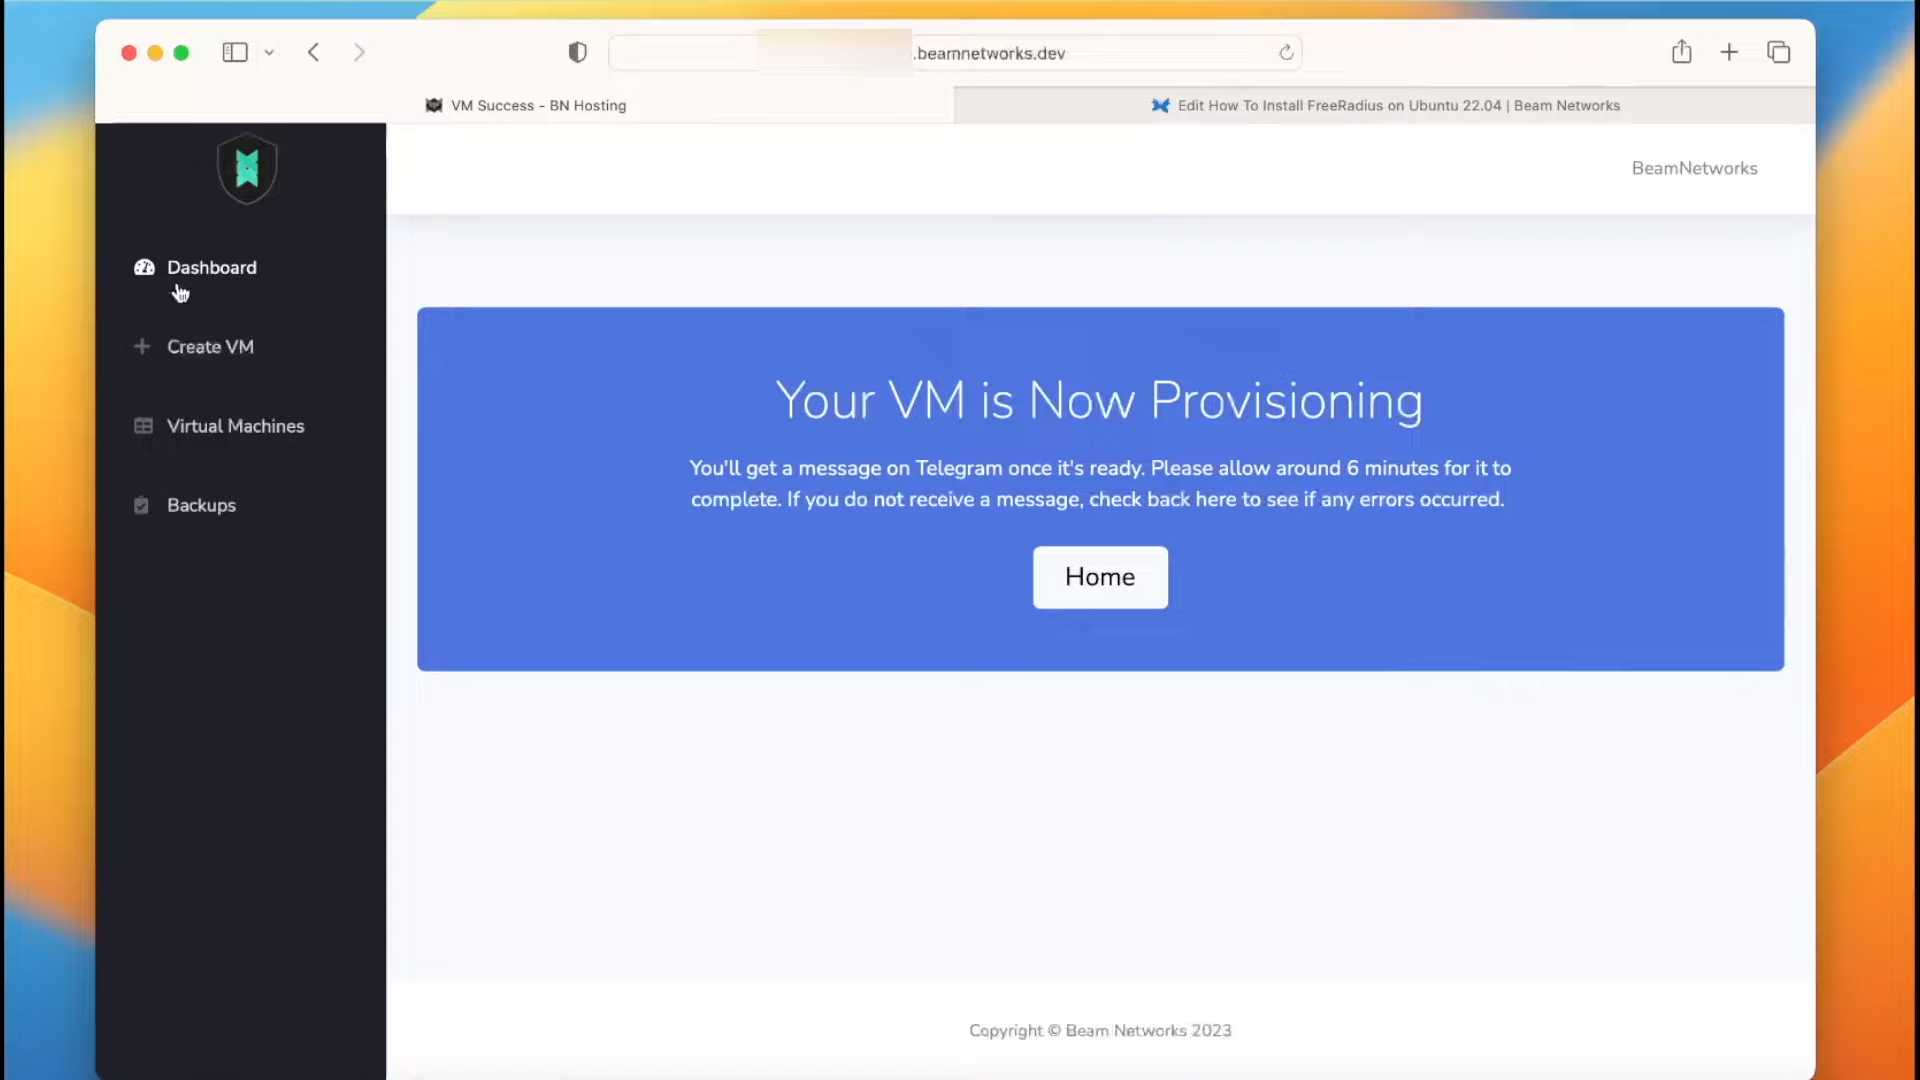 .beamnetworks.dev
VM Success - BN Hosting
Edit How To Install FreeRadius on Ubuntu 22.04 | Beam Networks
BeamNetworks
Dashboard
Create VM
Virtual Machines
Backups
Your VM is Now Provisioning
You'll get a message on Telegram once it's ready. Please allow around 6 minutes for it to
complete. If you do not receive a message, check back here to see if any errors occurred.
Home
Copyright © Beam Networks 2023